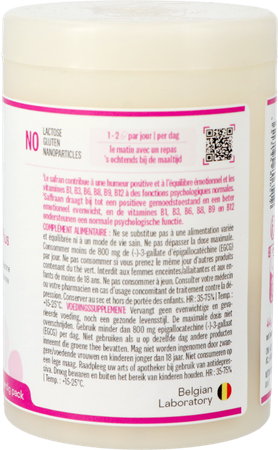 NO
LACTOSE
GLUTEN
NANOPARTICLES
1 - 2 par jour | per dag
le matin avec un repas
's ochtends bij de maaltijd
'Le safran contribue à une humeur positive et à l'équilibre émotionnel et les
vitamines B1, B3, B6, B8, B9, B12 à des fonctions psychologiques normales.
'Saffraan draagt bij tot een positieve gemoedstoestand en een beter
emotioneel evenwicht, en de vitamines B1, B3, B6, B8, B9 en B12
ondersteunen een normale psychologische functie.
COMPLÉMENT ALIMENTAIRE : Ne se substitue pas à une alimentation variée
et équilibrée ni à un mode de vie sain. Ne pas dépasser la dose maximale.
Consommer moins de 800 mg de (-)-3-gallate d'épigallocatéchine (EGCG)
par jour. Ne pas consommer si vous prenez le même jour d'autres produits
contenant du thé vert. Interdit aux femmes enceintes/allaitantes et aux en-
fants de moins de 18 ans. Ne pas consommer à jeun. Consulter votre médecin
ou votre pharmacien en cas d'usage concomitant de traitement contre le dia-
bète. Conserver au sec et hors de portée des enfants. HR : 35-75% | Temp.:
+15-25°C.
VOEDINGSSUPPLEMENT: Vervangt geen evenwichtige en geva-
rieerde voeding, noch een gezonde levensstijl. De maximale dosis niet
overschrijden. Gebruik minder dan 800 mg epigallocatechine (-)-3-gallaat
(EGCG) per dag. Niet gebruiken als u op dezelfde dag andere producten
inneemt die groene thee bevatten. Mag niet worden ingenomen door zwan-
gere/voedende vrouwen en kinderen jonger dan 18 jaar. Niet consumeren op
een lege maag. Raadpleeg uw arts of apotheker bij gebruik van antidiabe-
tica. Droog bewaren en buiten het bereik van kinderen houden. HR : 35-75%
| Temp. : +15-25°C.
Belgian
Laboratory
pack